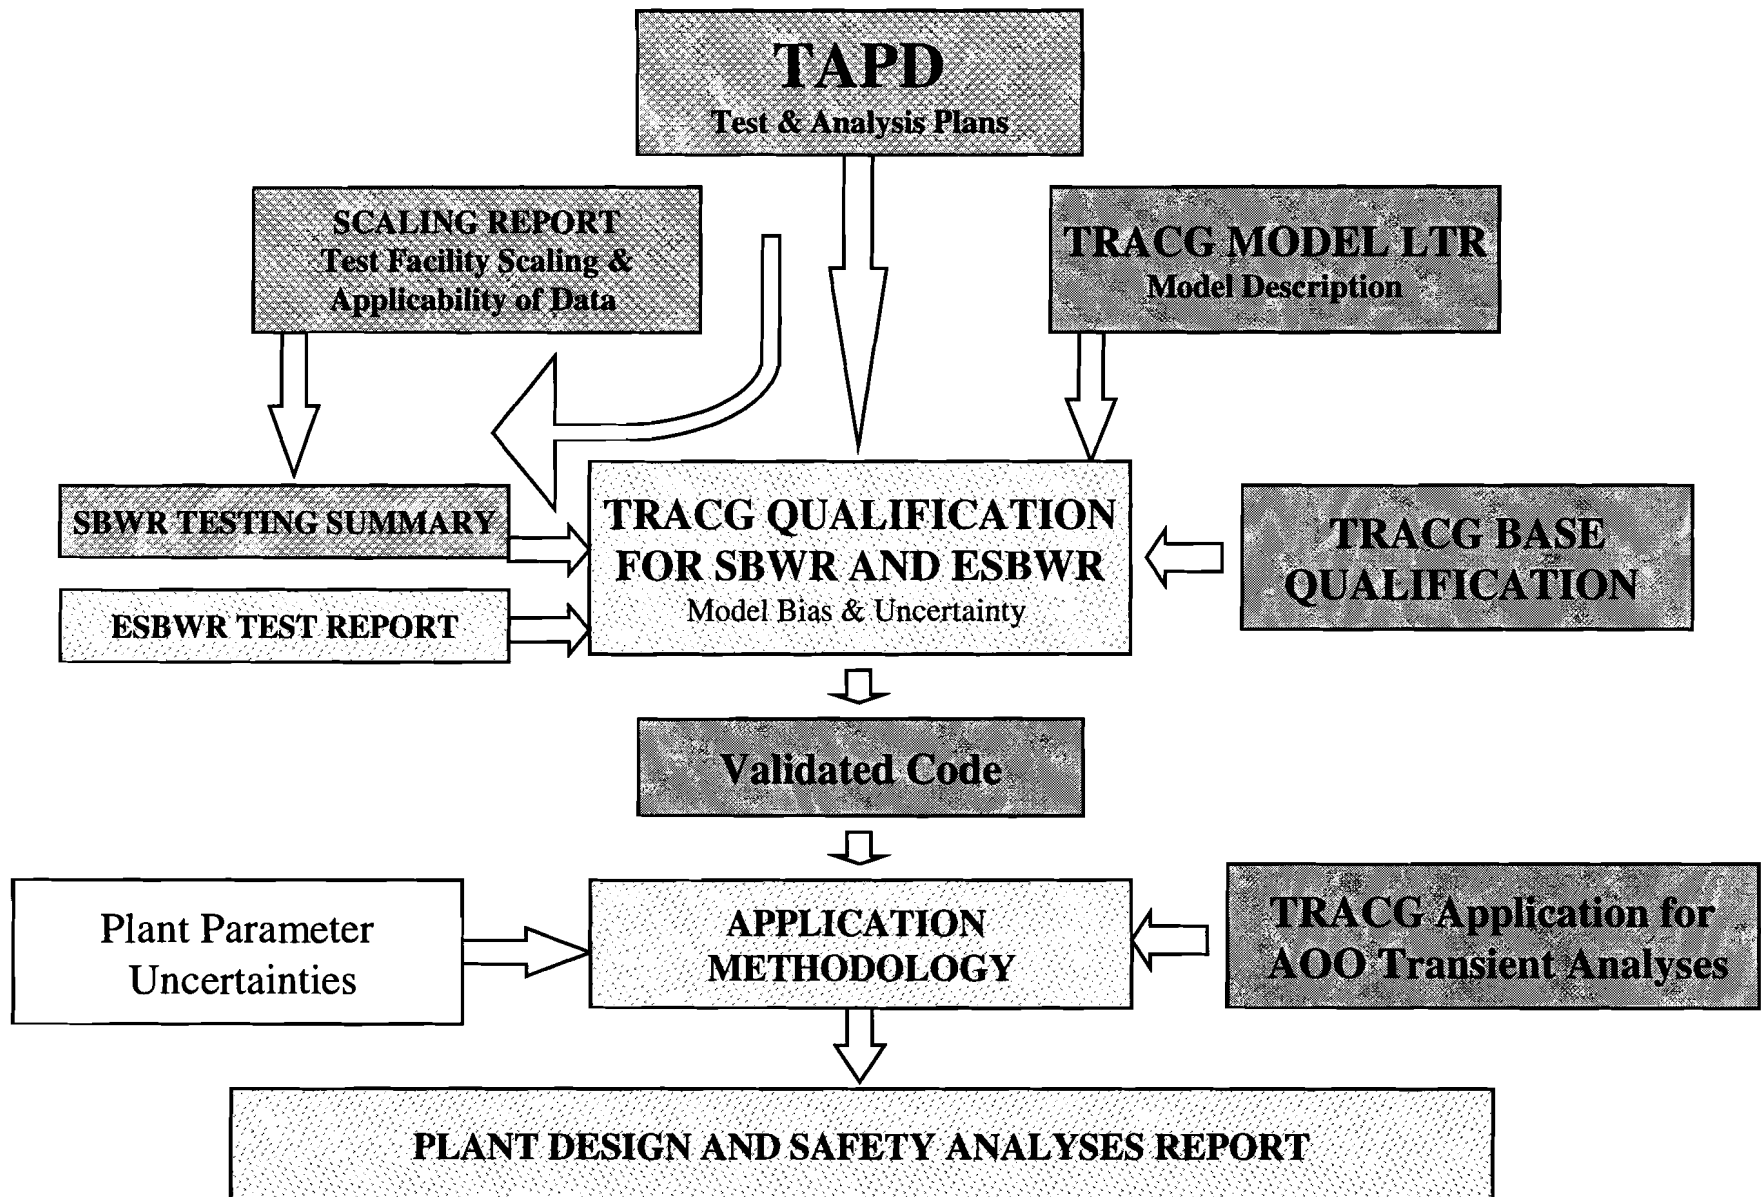 TAPD
Test & Analysis Plans
SCALING REPORT
Test Facility Scaling &
Applicability of Data
TRACG MODEL LTR
Model Description
SBWR TESTING SUMMARY
ESBWR TEST REPORT
TRACG QUALIFICATION
FOR SBWR AND ESBWR
Model Bias & Uncertainty
TRACG BASE
QUALIFICATION
Validated Code
Plant Parameter
Uncertainties
APPLICATION
METHODOLOGY
TRACG Application for
AOO Transient Analyses
PLANT DESIGN AND SAFETY ANALYSES REPORT